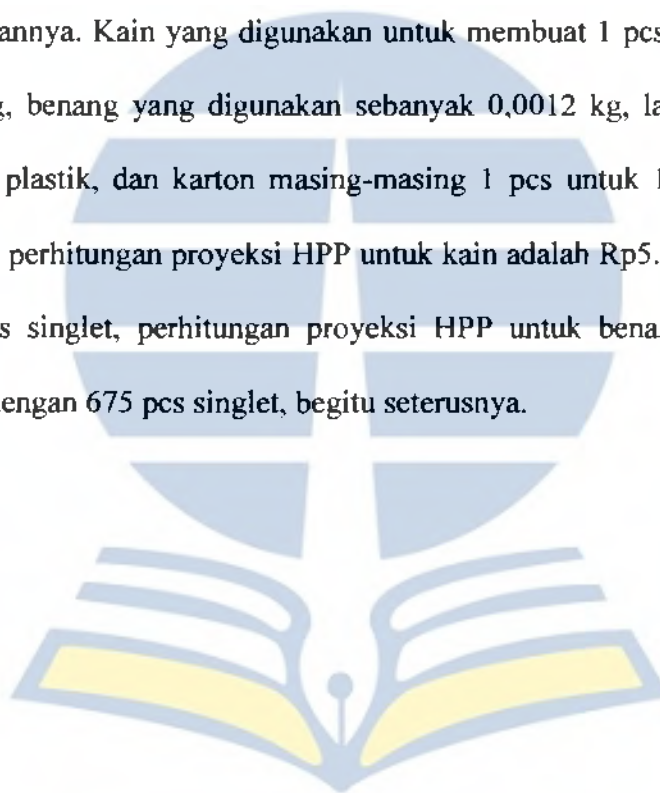 annya. Kain yang digunakan untuk membuat 1 pcs
g, benang yang digunakan sebanyak 0,0012 kg, la
plastik, dan karton masing-masing 1 pcs untuk 1
perhitungan proyeksi HPP untuk kain adalah Rp5.
s singlet, perhitungan proyeksi HPP untuk bena
dengan 675 pcs singlet, begitu seterusnya.